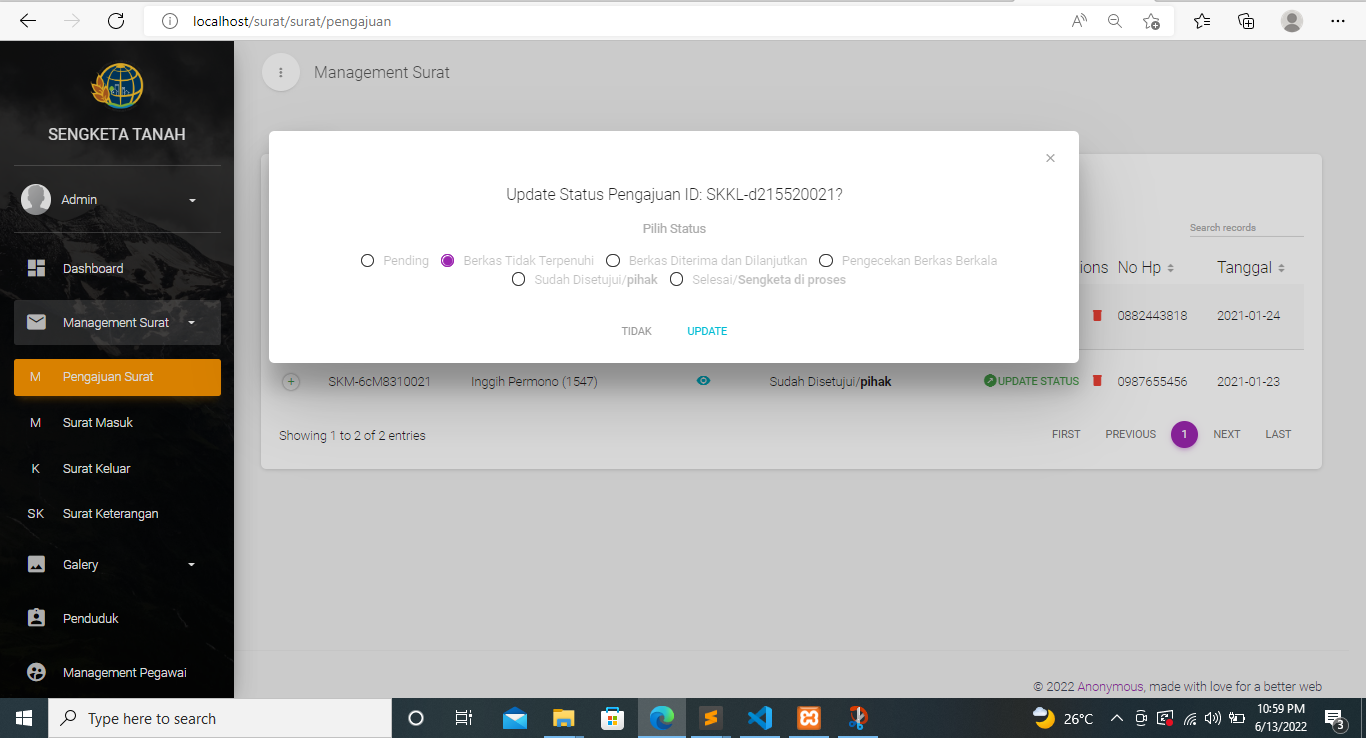 localhost/surat/surat/pengajuan
SENGKETA TANAH
Admin
Dashboard
Management Surat
M Pengajuan Surat
M Surat Masuk
K Surat Keluar
SK Surat Keterangan
Galery
Penduduk
Management Pegawai
Management Surat
×
Update Status Pengajuan ID: SKKL-d215520021?
Pilih Status
Pending Berkas Tidak Terpenuhi Berkas Diterima dan Dilanjutkan Pengecekan Berkas Berkala
Sudah Disetujui/pihak Selesai/Sengketa di proses
TIDAK UPDATE
Search records
ions No Hp Tanggal
0882443818 2021-01-24
SKM-6cM8310021 Inggih Permono (1547) Sudah Disetujui/pihak UPDATE STATUS 0987655456 2021-01-23
Showing 1 to 2 of 2 entries FIRST PREVIOUS 1 NEXT LAST
© 2022 Anonymous, made with love for a better web
Type here to search
26°C
10:59 PM
6/13/2022
3